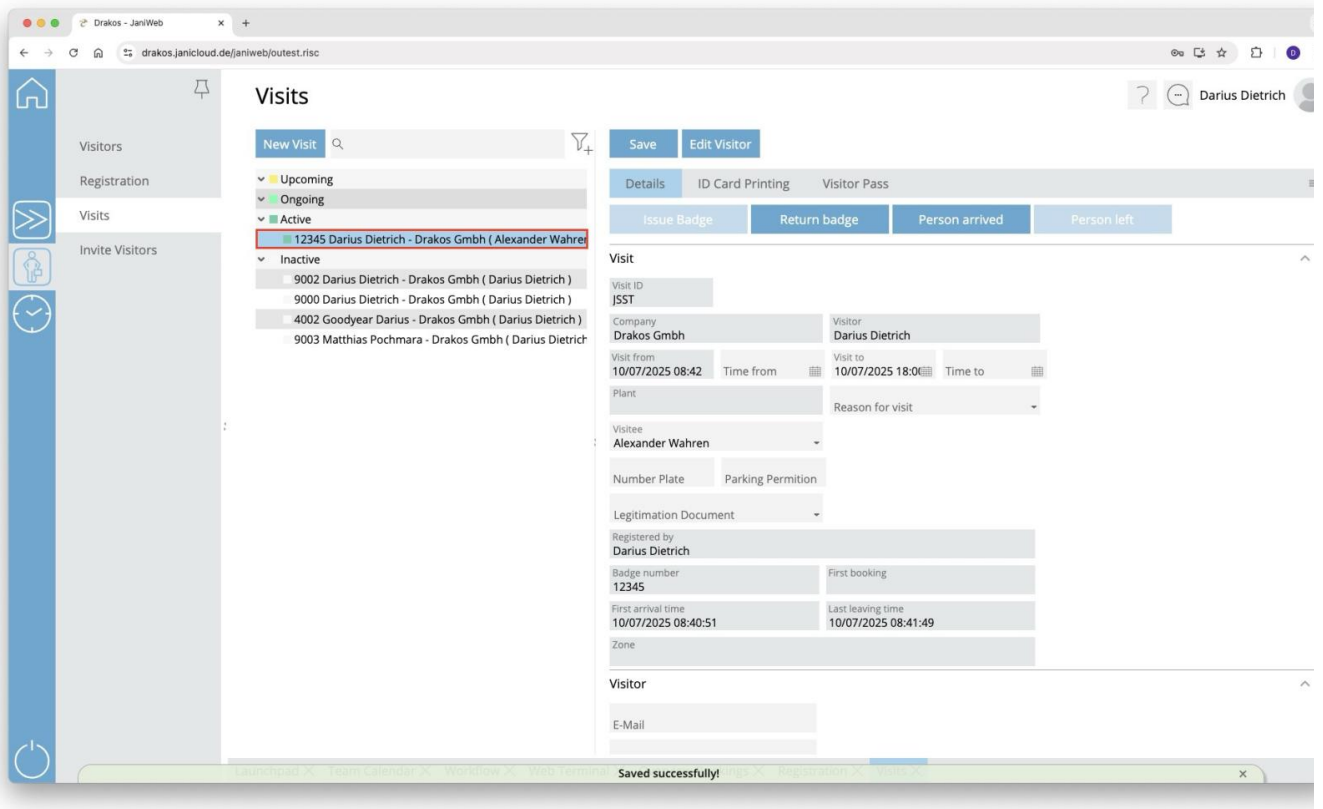 Drakos - JaniWeb
drakos.janicloud.de/janiweb/outest.risc
D
Visits
Darius Dietrich
Visitors
Registration
Visits
Invite Visitors
New Visit
Upcoming
Ongoing
Active
12345 Darius Dietrich - Drakos Gmbh ( Alexander Wahren
Inactive
9002 Darius Dietrich - Drakos Gmbh ( Darius Dietrich )
9000 Darius Dietrich - Drakos Gmbh ( Darius Dietrich )
4002 Goodyear Darius - Drakos Gmbh ( Darius Dietrich )
9003 Matthias Pochmara - Drakos Gmbh ( Darius Dietrich
Save Edit Visitor
Details ID Card Printing Visitor Pass
Issue Badge Return badge Person arrived Person left
Visit
Visit ID
JSST
Company Visitor
Drakos Gmbh Darius Dietrich
Visit from Visit to
10/07/2025 08:42 Time from 10/07/2025 18:00 Time to
Plant
Reason for visit
Visitee
Alexander Wahren
Number Plate Parking Permition
Legitimation Document
Registered by
Darius Dietrich
Badge number First booking
12345
First arrival time Last leaving time
10/07/2025 08:40:51 10/07/2025 08:41:49
Zone
Visitor
E-Mail
Launchpad Team Calendar Workflow Web Terminal Registration Visits
Saved successfully!